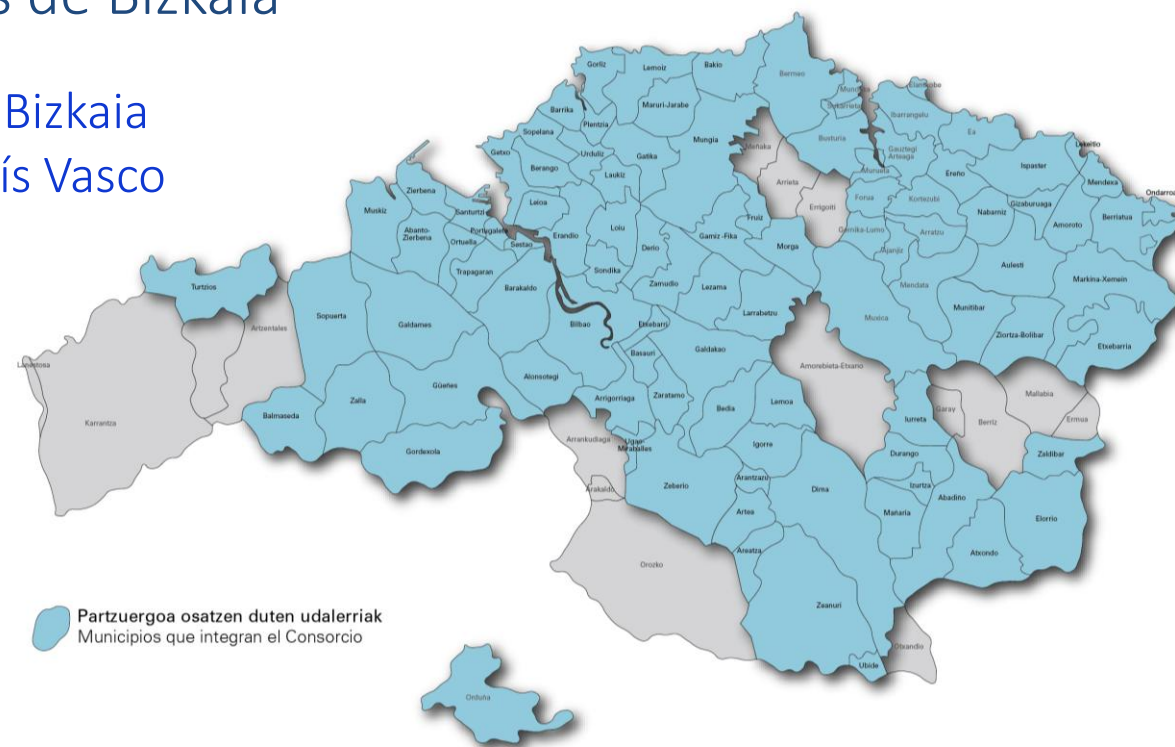 s de Bizkaia
Bizkaia
ís Vasco
Gorliz
Lemoiz
Bakio
Bermeo
Barrika
Plentzia
Maruri-Jatabe
Elantxobe
Ibarrangelu
Sukarrieta
Sopelana
Urduliz
Gatika
Mungia
Busturia
Ea
Getxo
Berango
Laukiz
Meñaka
Gauztegi
Arteaga
Lekeitio
Ispaster
Murueta
Ereño
Mendexa
Zierbena
Arrieta
Ondarroa
Leioa
Errigoiti
Forua
Kortezubi
Nabarniz
Gizaburuaga
Muskiz
Santurtzi
Fruiz
Berriatua
Abanto-
Zierbena
Portugalete
Erandio
Loiu
Gamiz -Fika
Gernika-Lumo
Arratzu
Amoroto
Ortuella
Sestao
Derio
Morga
Ajangiz
Trapagaran
Sondika
Aulesti
Zamudio
Lezama
Mendata
Markina-Xemein
Turtzios
Barakaldo
Larrabetzu
Munitibar
Sopuerta
Galdames
Bilbao
Etxebarri
Muxica
Artzentales
Ziortza-Bolibar
Basauri
Galdakao
Etxebarria
Lanestosa
Amorebieta-Etxano
Alonsotegi
Güeñes
Mallabia
Zalla
Arrigorriaga
Zaratamo
Bedia
Lemoa
Garay
Balmaseda
Iurreta
Berriz
Ermua
Karrantza
Arrankudiaga
Ugao-
Miraballes
Igorre
Gordexola
Durango
Zaldibar
Arakaldo
Zeberio
Arantzazu
Dima
Izurtza
Abadiño
Artea
Mañaria
Elorrio
Areatza
Atxondo
Orozko
Zeanuri
Partzuergoa osatzen duten udalerriak
Municipios que integran el Consorcio
Otxandio
Ubide
Orduña